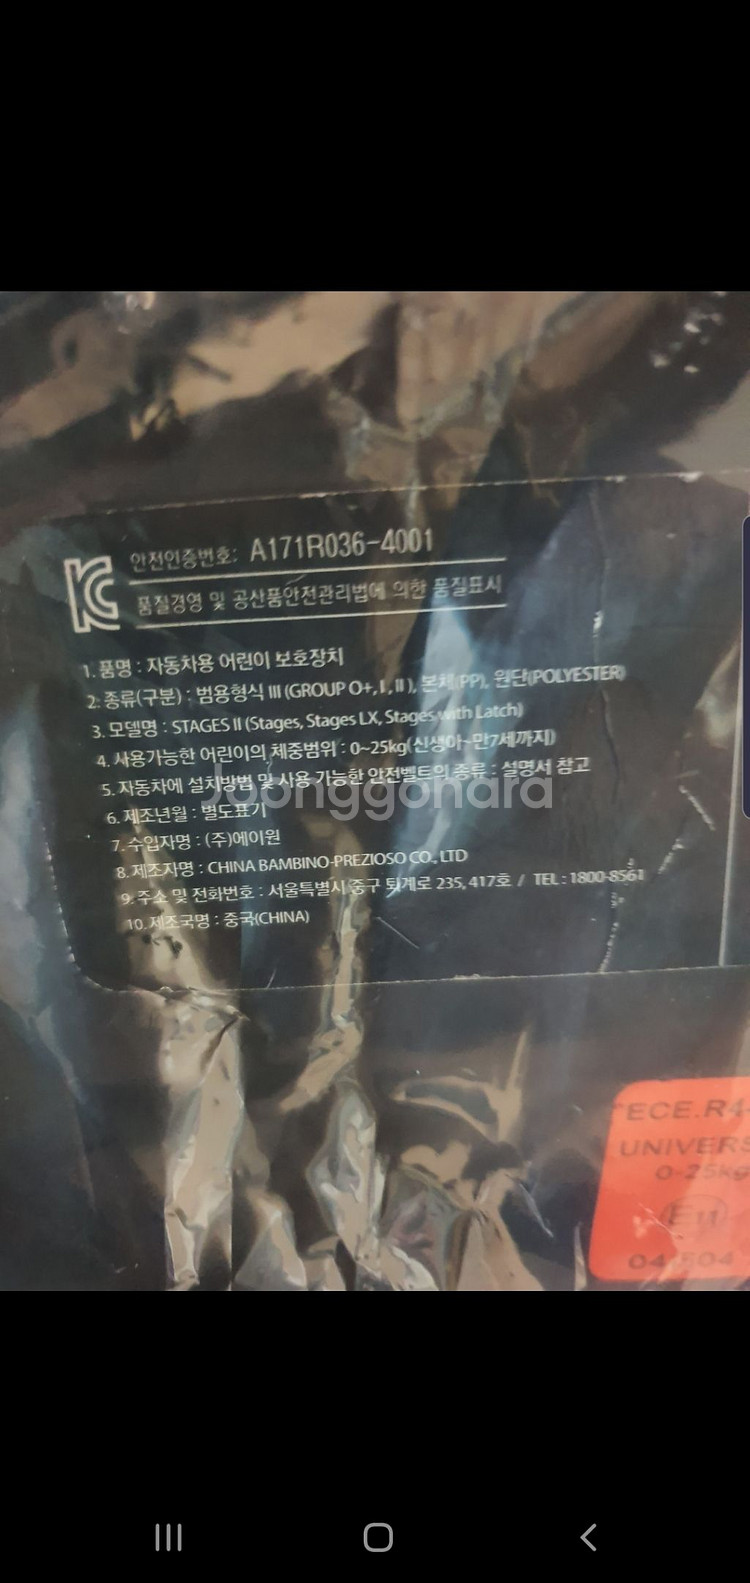 안전인증번호: A171R036-4001
품질경영 및 공산품안전관리법에 의한 품질표시
1. 품명 : 자동차용 어린이 보호장치
2. 종류(구분) : 범용형식 III (GROUP 0+, I , II ), 본체(PP), 원단(POLYESTER)
3. 모델명 : STAGES II (Stages, Stages LX, Stages with Latch)
4. 사용가능한 어린이의 체중범위 : 0~25kg(신생아~만7세까지)
5. 자동차에 설치방법 및 사용 가능한 안전벨트의 종류 : 설명서 참고
Joonggonara
6. 제조년월 : 별도표기
7. 수입자명 : (주)에이원
8. 제조자명 : CHINA BAMBINO-PREZIOSO CO., LTD
9. 주소 및 전화번호 : 서울특별시 중구 퇴계로 235, 417호 / TEL : 1800-8561
10. 제조국명 : 중국(CHINA)
ECE.R4
UNIVERS
0-25kg